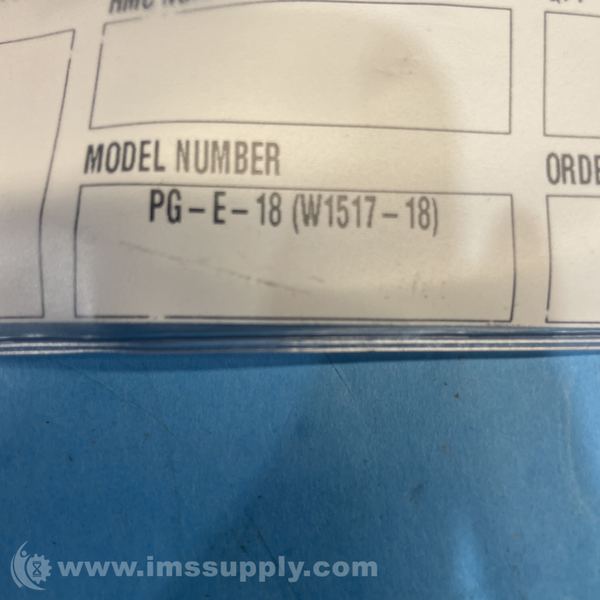 MODEL NUMBER
PG-E-18 (W1517-18)
www.imssupply.com